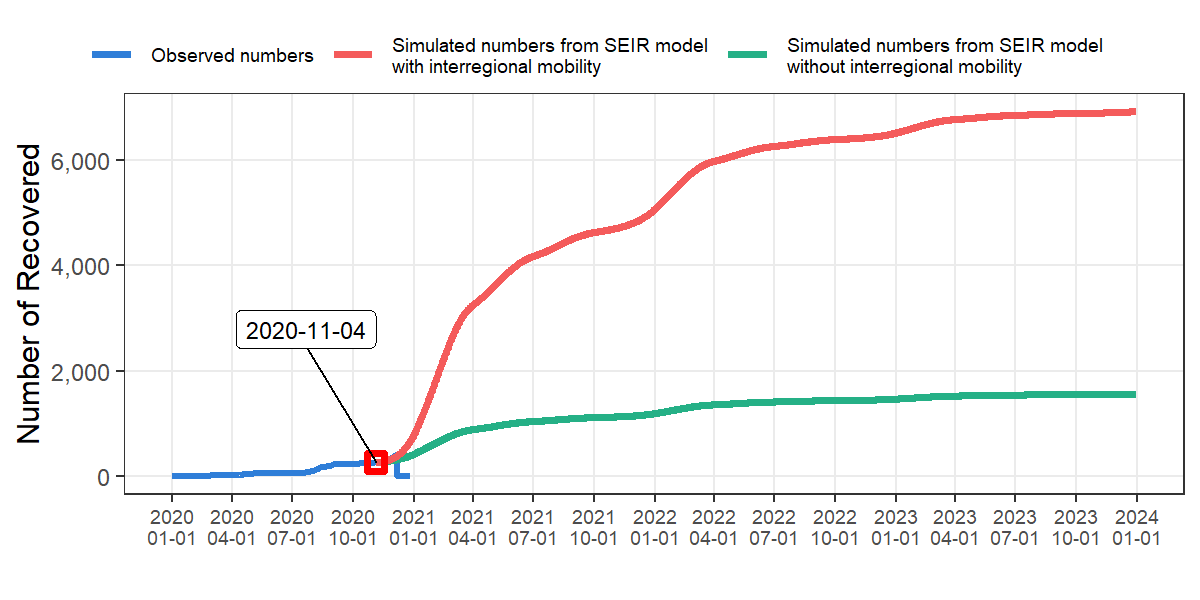 Observed numbers
Simulated numbers from SEIR model
with interregional mobility
Simulated numbers from SEIR model
without interregional mobility
Number of Recovered
6,000
4,000
2,000
0
2020-11-04
2020 2020 2020 2020 2021 2021 2021 2021 2022 2022 2022 2022 2023 2023 2023 2023 2024
01-01 04-01 07-01 10-01 01-01 04-01 07-01 10-01 01-01 04-01 07-01 10-01 01-01 04-01 07-01 10-01 01-01